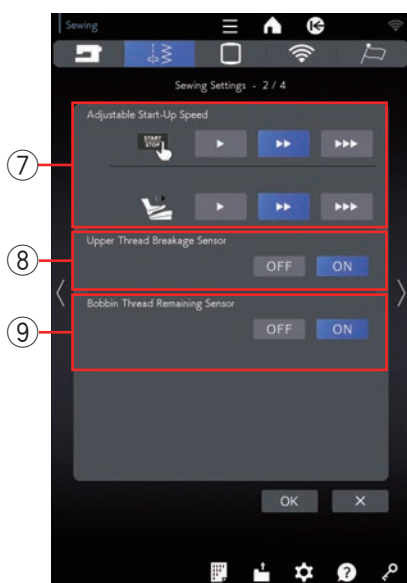 Sewing
Sewing Settings - 2 / 4
Adjustable Start-Up Speed
START
STOP
⑦
Upper Thread Breakage Sensor
⑧
OFF ON
Bobbin Thread Remaining Sensor
⑨
OFF ON
OK ×
?